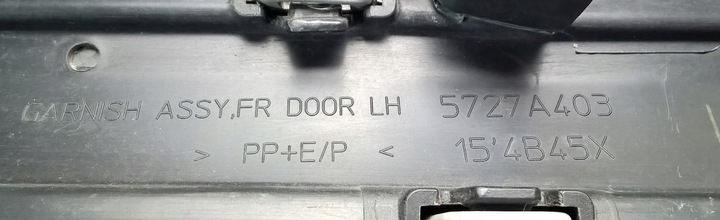 GARNISH ASSY,FR DOOR LH 5727A403
> PP+E/P < 15'4B45X